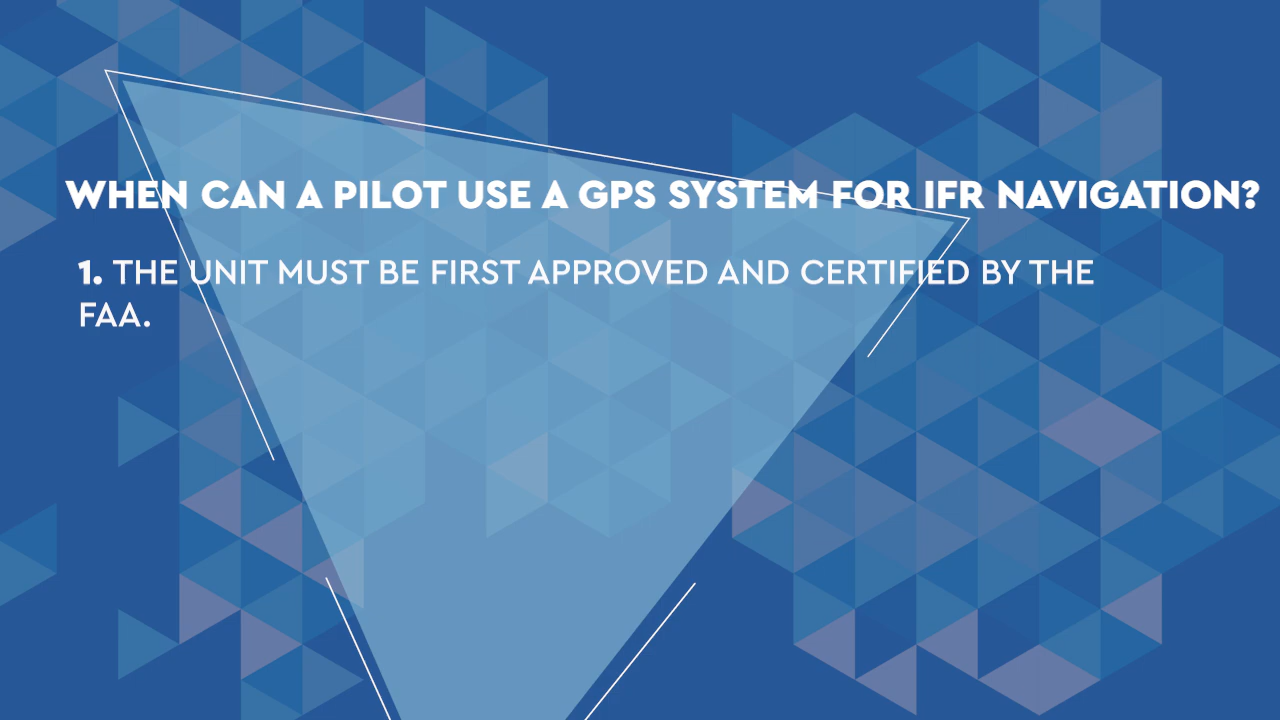 WHEN CAN A PILOT USE A GPS SYSTEM FOR IFR NAVIGATION?
1. THE UNIT MUST BE FIRST APPROVED AND CERTIFIED BY THE
FAA.